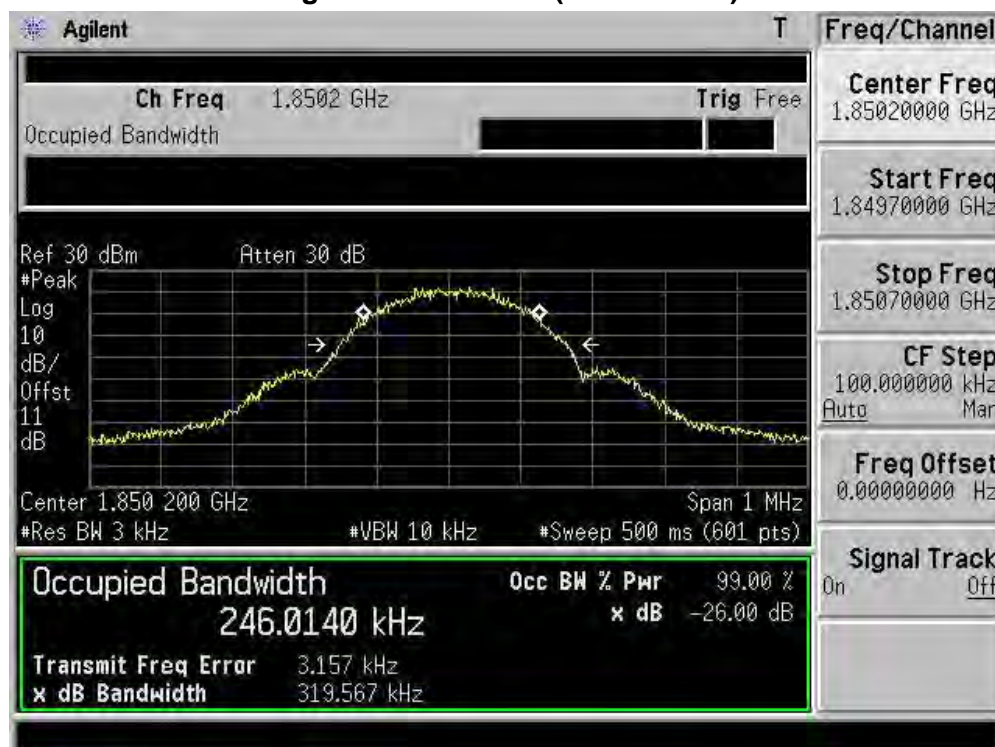 Agilent T Freq/Channel
Ch Freq 1.8502 GHz Trig Free
Occupied Bandwidth
Center Freq
1.85020000 GHz
Start Freq
1.84970000 GHz
Stop Freq
1.85070000 GHz
CF Step
100.000000 kHz
Auto Man
Freq Offset
0.00000000 Hz
Signal Track
On Off
Ref 30 dBm Atten 30 dB
#Peak
Log
10
dB/
Offst
11
dB
Center 1.850 200 GHz Span 1 MHz
#Res BW 3 kHz #VBW 10 kHz #Sweep 500 ms (601 pts)
Occupied Bandwidth Occ BW % Pwr 99.00 %
246.0140 kHz x dB -26.00 dB
Transmit Freq Error 3.157 kHz
x dB Bandwidth 319.567 kHz